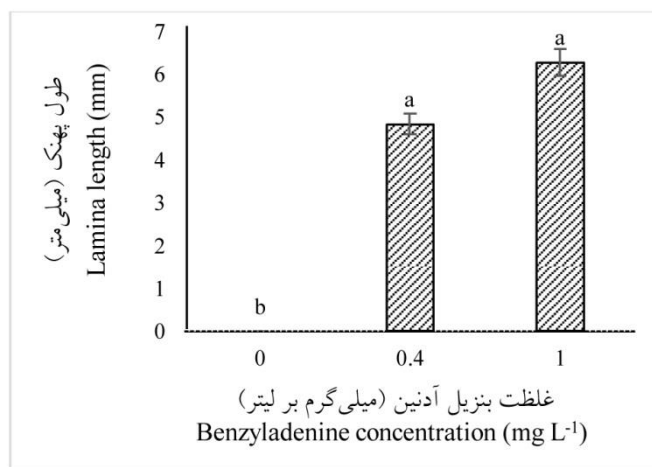 طول پهنک (میلی‌متر)
Lamina length (mm)
7
6
5
4
3
2
1
0
b
a
a
0 0.4 1
غلظت بنزیل آدنین (میلی‌گرم بر لیتر)
Benzyladenine concentration (mg L⁻¹)